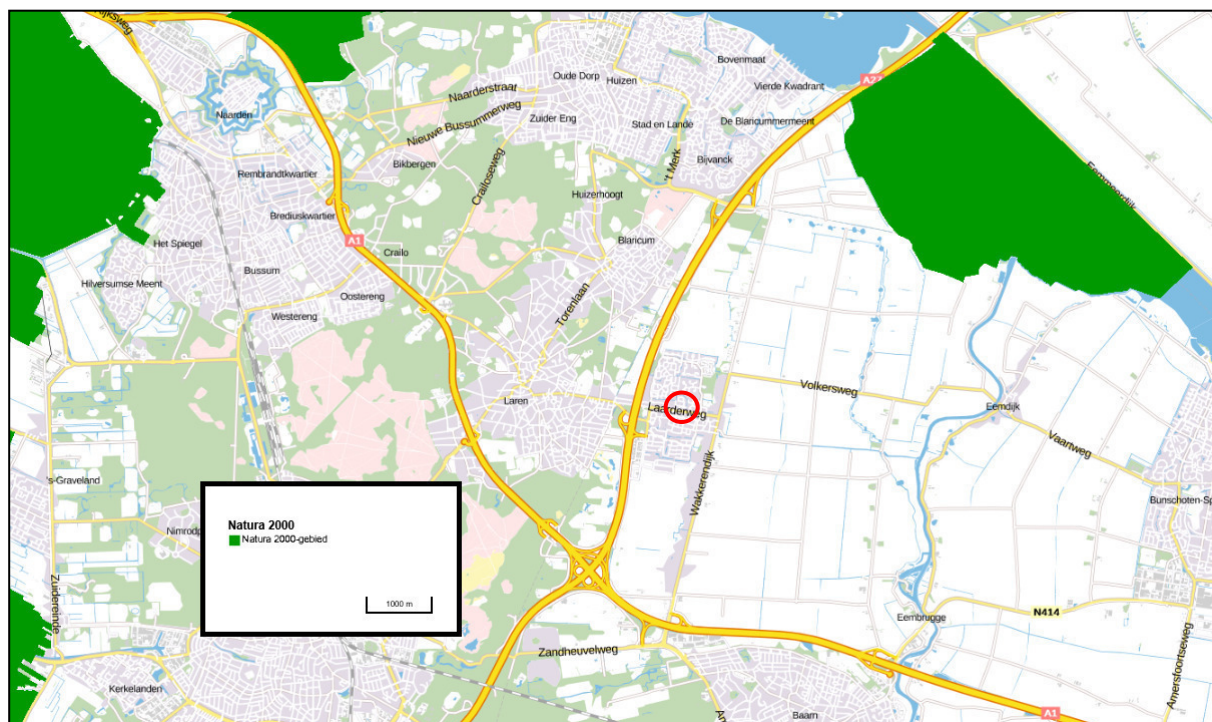 Oude Dorp
Huizen
Bovenmaat
Vierde Kwadrant
A27
Naarderstraat
Naarden
Zuider Eng
Stad en Lande
De Blaricummermeent
Nieuwe Bussummerweg
Bikbergen
Crailoseweg
't Merk
Bijvanck
Rembrandtkwartier
Huizerhoogt
Eemmeerdijk
Brediuskwartier
Blaricum
A1
Het Spiegel
Crailo
Bussum
Hilversumse Meent
Oostereng
Torenlaan
Westereng
Volkersweg
Laren
Laarderweg
Eemdijk
Vaartweg
's-Graveland
Wakkerendijk
Bunschoten-Sp
Natura 2000
Natura 2000-gebied
Nimrodp
1000 m
Zuidereinde
N414
Eembrugge
Zandheuvelweg
Amersfoortseweg
Kerkelanden
Baarn
A1